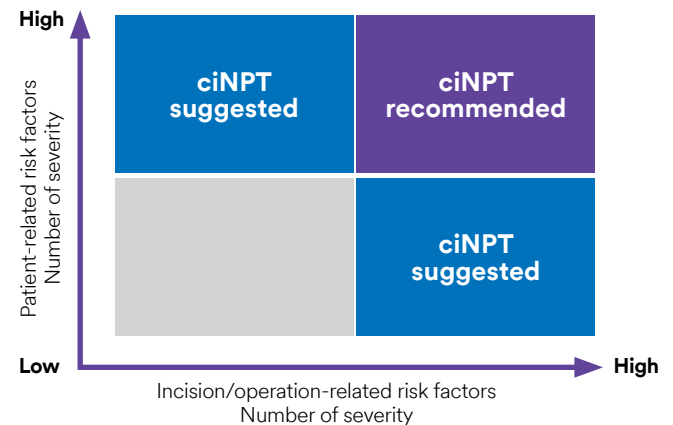 High
Patient-related risk factors
Number of severity
ciNPT
suggested
ciNPT
recommended
ciNPT
suggested
Low
High
Incision/operation-related risk factors
Number of severity